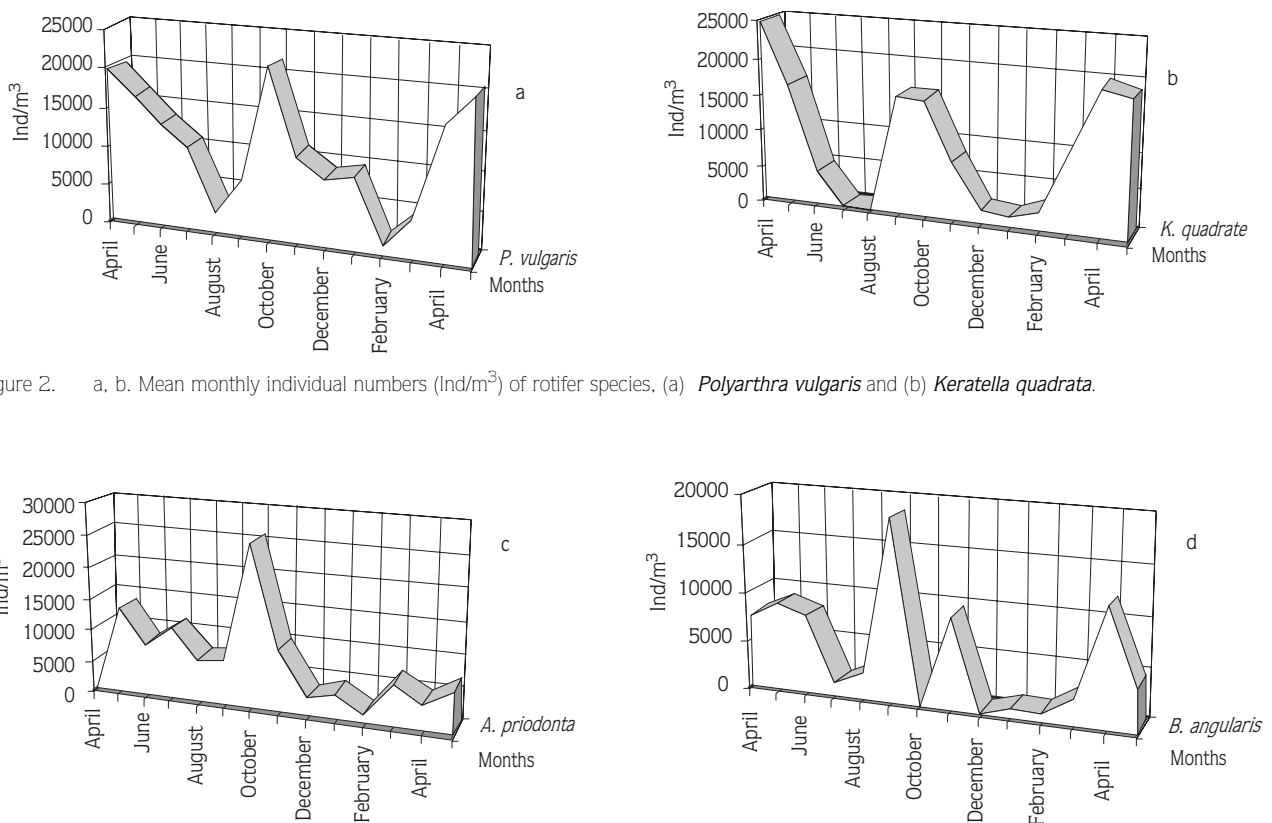 25000
20000
15000
10000
5000
0
Ind/m³
April
June
August
October
December
February
April
a
P. vulgaris
Months
25000
20000
15000
10000
5000
0
Ind/m³
April
June
August
October
December
February
April
b
K. quadrate
Months
gure 2. a, b. Mean monthly individual numbers (Ind/m³) of rotifer species, (a) Polyarthra vulgaris and (b) Keratella quadrata.
30000
25000
20000
15000
10000
5000
0
April
June
August
October
December
February
April
c
A. priodonta
Months
20000
15000
10000
5000
0
Ind/m³
April
June
August
October
December
February
April
d
B. angularis
Months